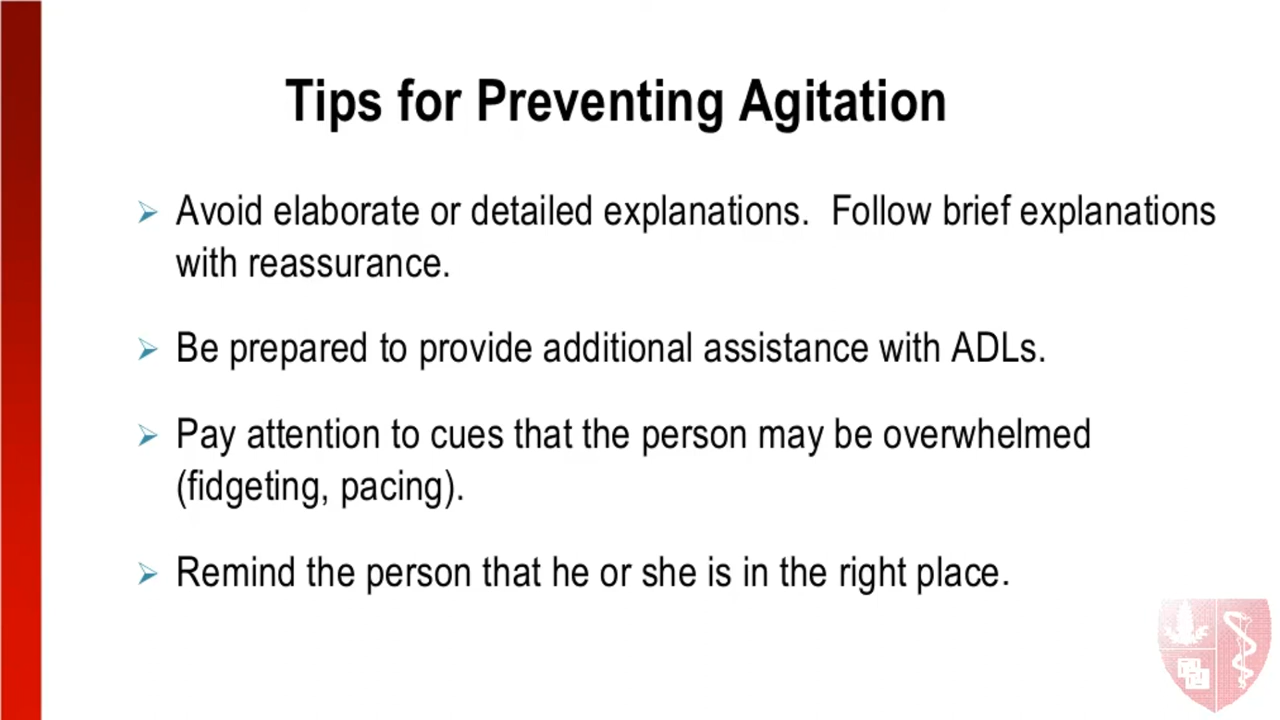 Tips for Preventing Agitation
Avoid elaborate or detailed explanations.  Follow brief explanations
with reassurance.
Be prepared to provide additional assistance with ADLs.
Pay attention to cues that the person may be overwhelmed
(fidgeting, pacing).
Remind the person that he or she is in the right place.